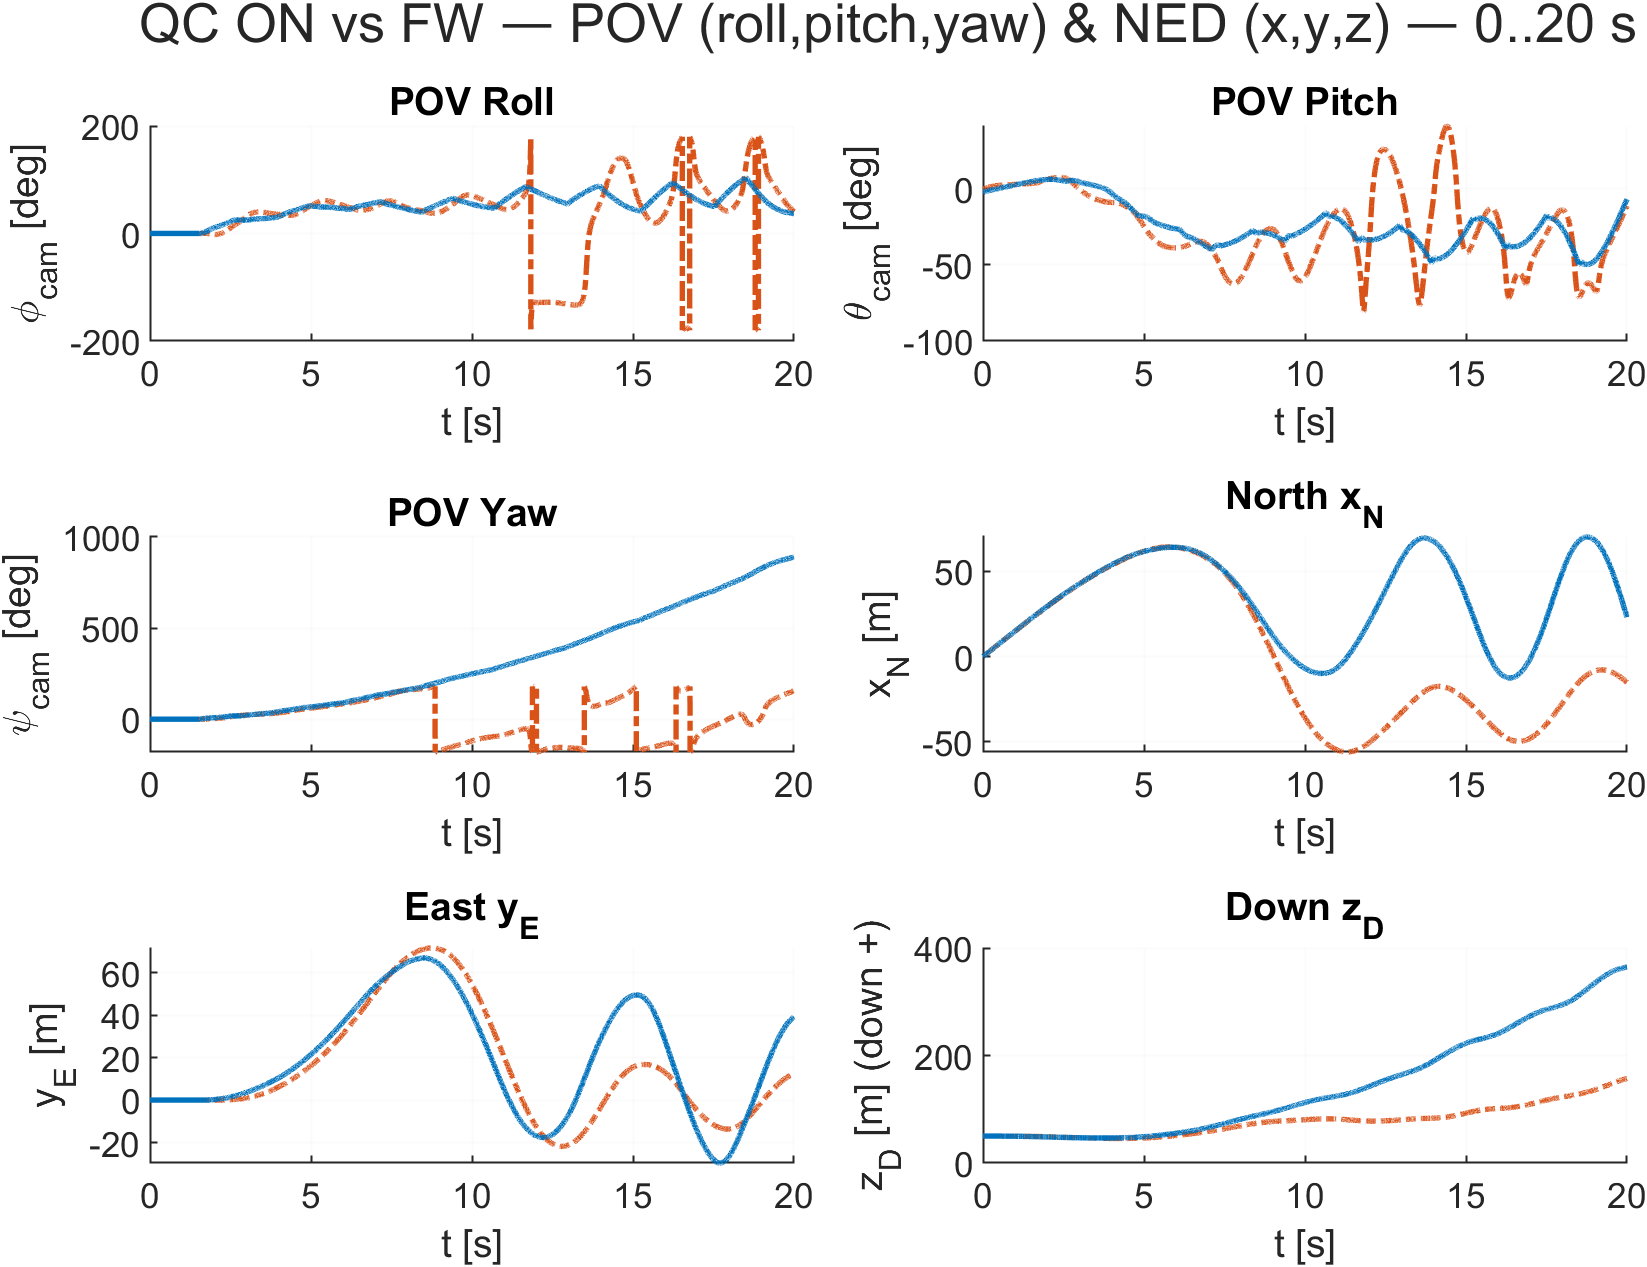 QC ON vs FW — POV (roll,pitch,yaw) & NED (x,y,z) — 0..20 s
POV Roll
ϕcam [deg]
200
0
-200
0 5 10 15 20
t [s]
POV Pitch
θcam [deg]
0
-50
-100
0 5 10 15 20
t [s]
POV Yaw
ψcam [deg]
1000
500
0
0 5 10 15 20
t [s]
North xN
xN [m]
50
0
-50
0 5 10 15 20
t [s]
East yE
yE [m]
60
40
20
0
-20
0 5 10 15 20
t [s]
Down zD
zD [m] (down +)
400
200
0
0 5 10 15 20
t [s]